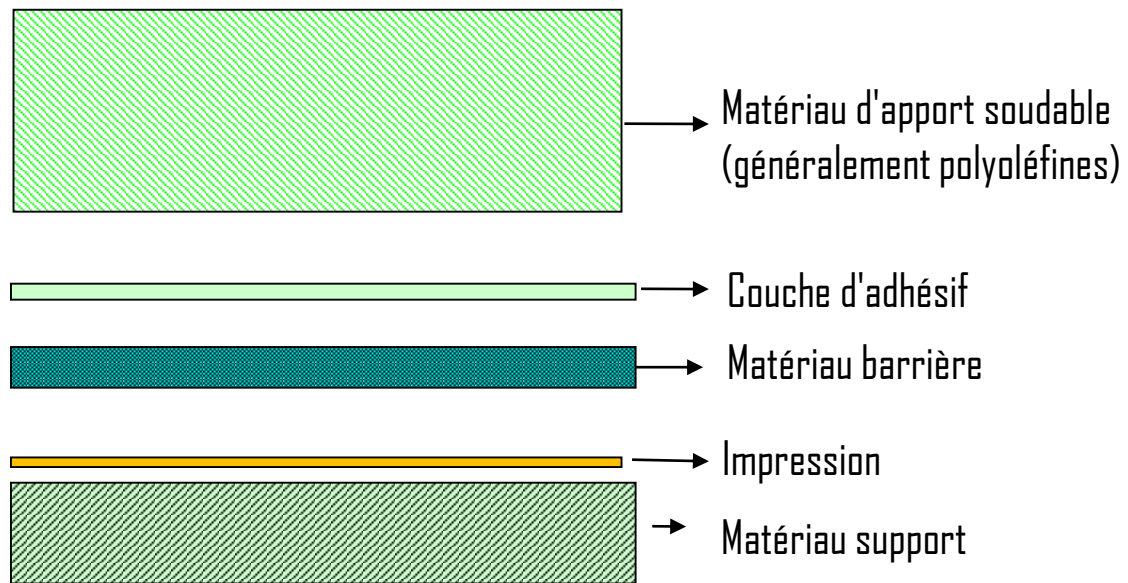 Matériau d'apport soudable
(généralement polyoléfines)
Couche d'adhésif
Matériau barrière
Impression
Matériau support